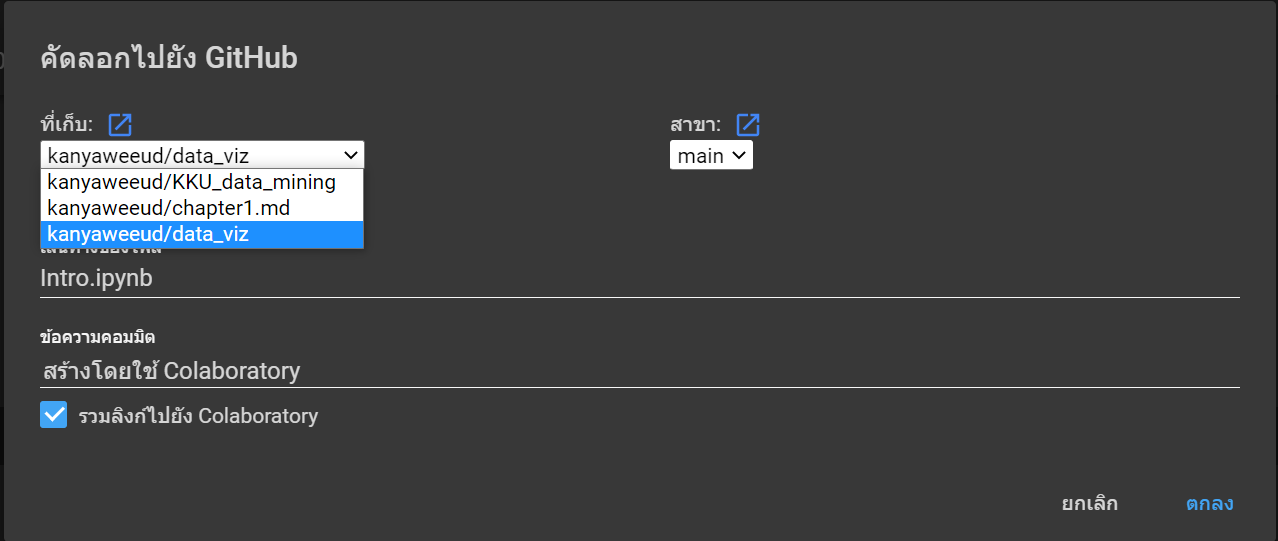 คัดลอกไปยัง GitHub
ที่เก็บ:
สาขา:
kanyaweeud/data_viz
main
kanyaweeud/KKU_data_mining
kanyaweeud/chapter1.md
kanyaweeud/data_viz
Intro.ipynb
ข้อความคอมมิต
สร้างโดยใช้ Colaboratory
รวมลิงก์ไปยัง Colaboratory
ยกเลิก
ตกลง